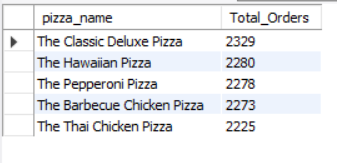 pizza_name Total_Orders
The Classic Deluxe Pizza 2329
The Hawaiian Pizza 2280
The Pepperoni Pizza 2278
The Barbecue Chicken Pizza 2273
The Thai Chicken Pizza 2225